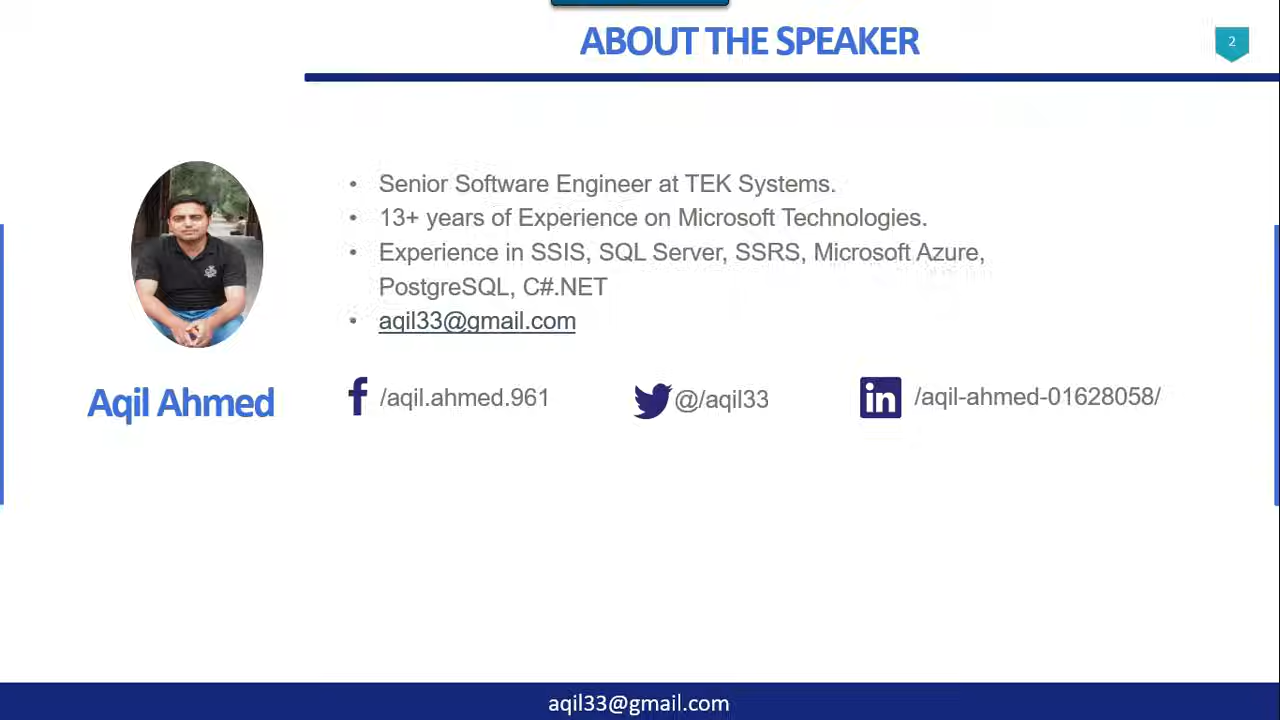 ABOUT THE SPEAKER
2
• Senior Software Engineer at TEK Systems.
• 13+ years of Experience on Microsoft Technologies.
• Experience in SSIS, SQL Server, SSRS, Microsoft Azure,
PostgreSQL, C#.NET
• aqil33@gmail.com
Aqil Ahmed
/aqil.ahmed.961
@/aqil33
/aqil-ahmed-01628058/
aqil33@gmail.com